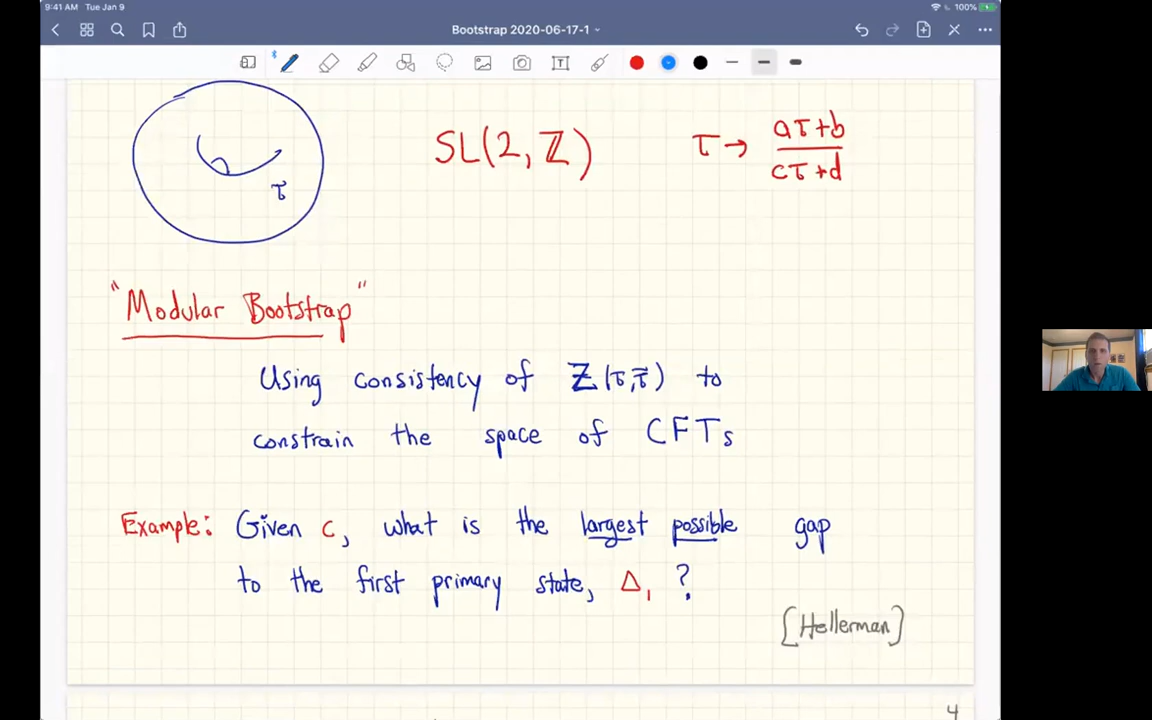 9:41 AM Tue Jan 9
100%
Bootstrap 2020-06-17-1
τ
SL(2, ℤ)
τ → aτ+b / cτ+d
"Modular Bootstrap"
Using consistency of Z(τ,τ̄) to
constrain the space of CFTs
Example: Given c, what is the largest possible gap
to the first primary state, Δ₁ ?
[Hellerman]
4